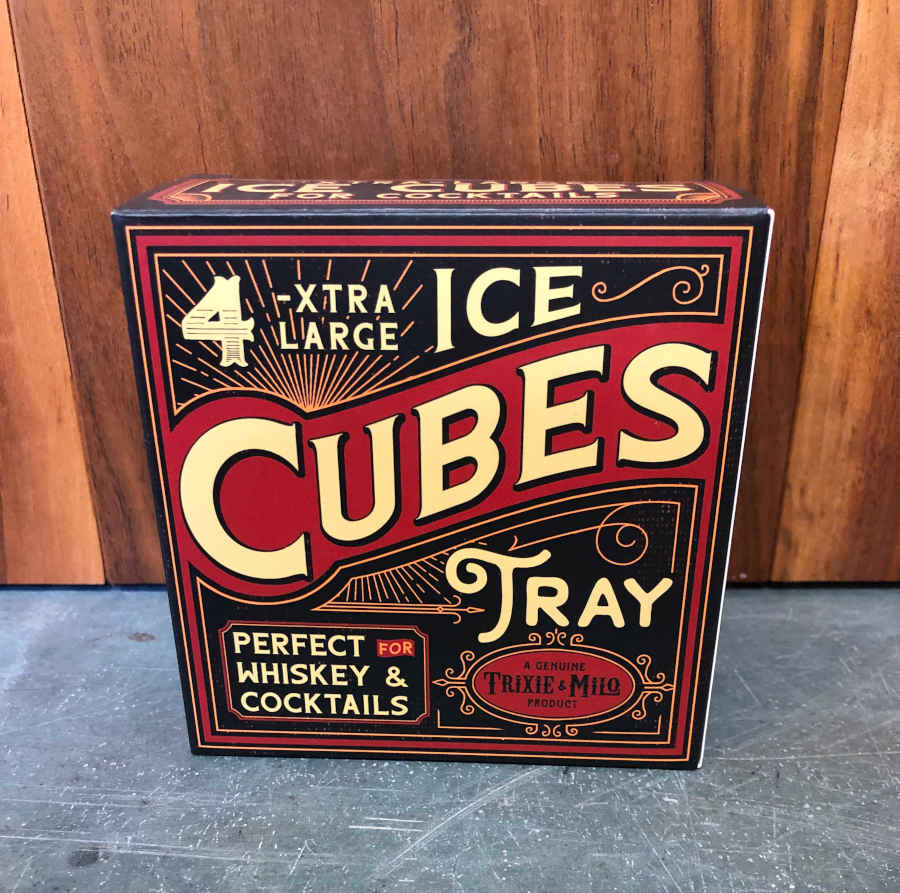 ICE CUBES
FOR COCKTAILS
4
-XTRA
LARGE
ICE
CUBES
TRAY
PERFECT FOR
WHISKEY &
COCKTAILS
A GENUINE
TRIXIE & MILO
PRODUCT